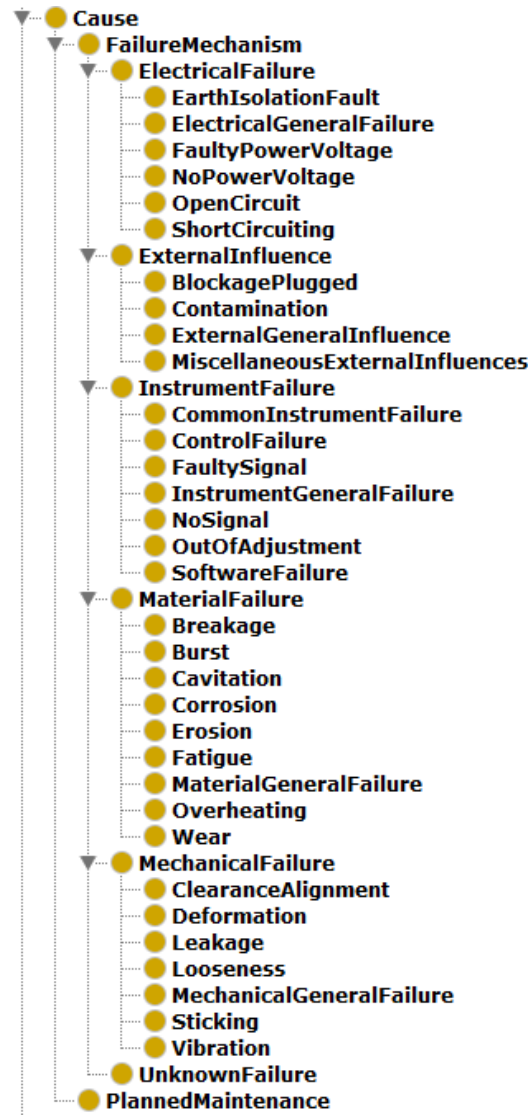 Cause
FailureMechanism
ElectricalFailure
EarthIsolationFault
ElectricalGeneralFailure
FaultyPowerVoltage
NoPowerVoltage
OpenCircuit
ShortCircuiting
ExternalInfluence
BlockagePlugged
Contamination
ExternalGeneralInfluence
MiscellaneousExternalInfluences
InstrumentFailure
CommonInstrumentFailure
ControlFailure
FaultySignal
InstrumentGeneralFailure
NoSignal
OutOfAdjustment
SoftwareFailure
MaterialFailure
Breakage
Burst
Cavitation
Corrosion
Erosion
Fatigue
MaterialGeneralFailure
Overheating
Wear
MechanicalFailure
ClearanceAlignment
Deformation
Leakage
Looseness
MechanicalGeneralFailure
Sticking
Vibration
UnknownFailure
PlannedMaintenance